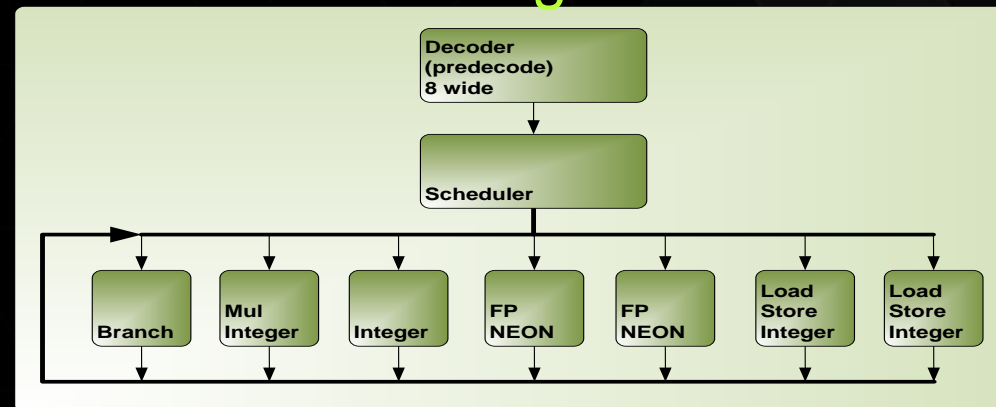 Decoder
(predecode)
8 wide
Scheduler
Branch
Mul
Integer
Integer
FP
NEON
FP
NEON
Load
Store
Integer
Load
Store
Integer